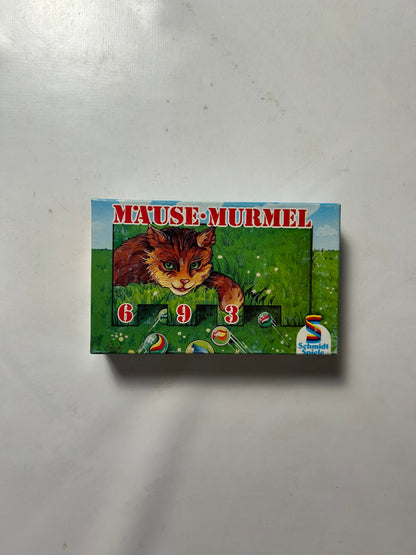 MÄUSE-MURMEL
6 9 3
Schmidt
Spiele